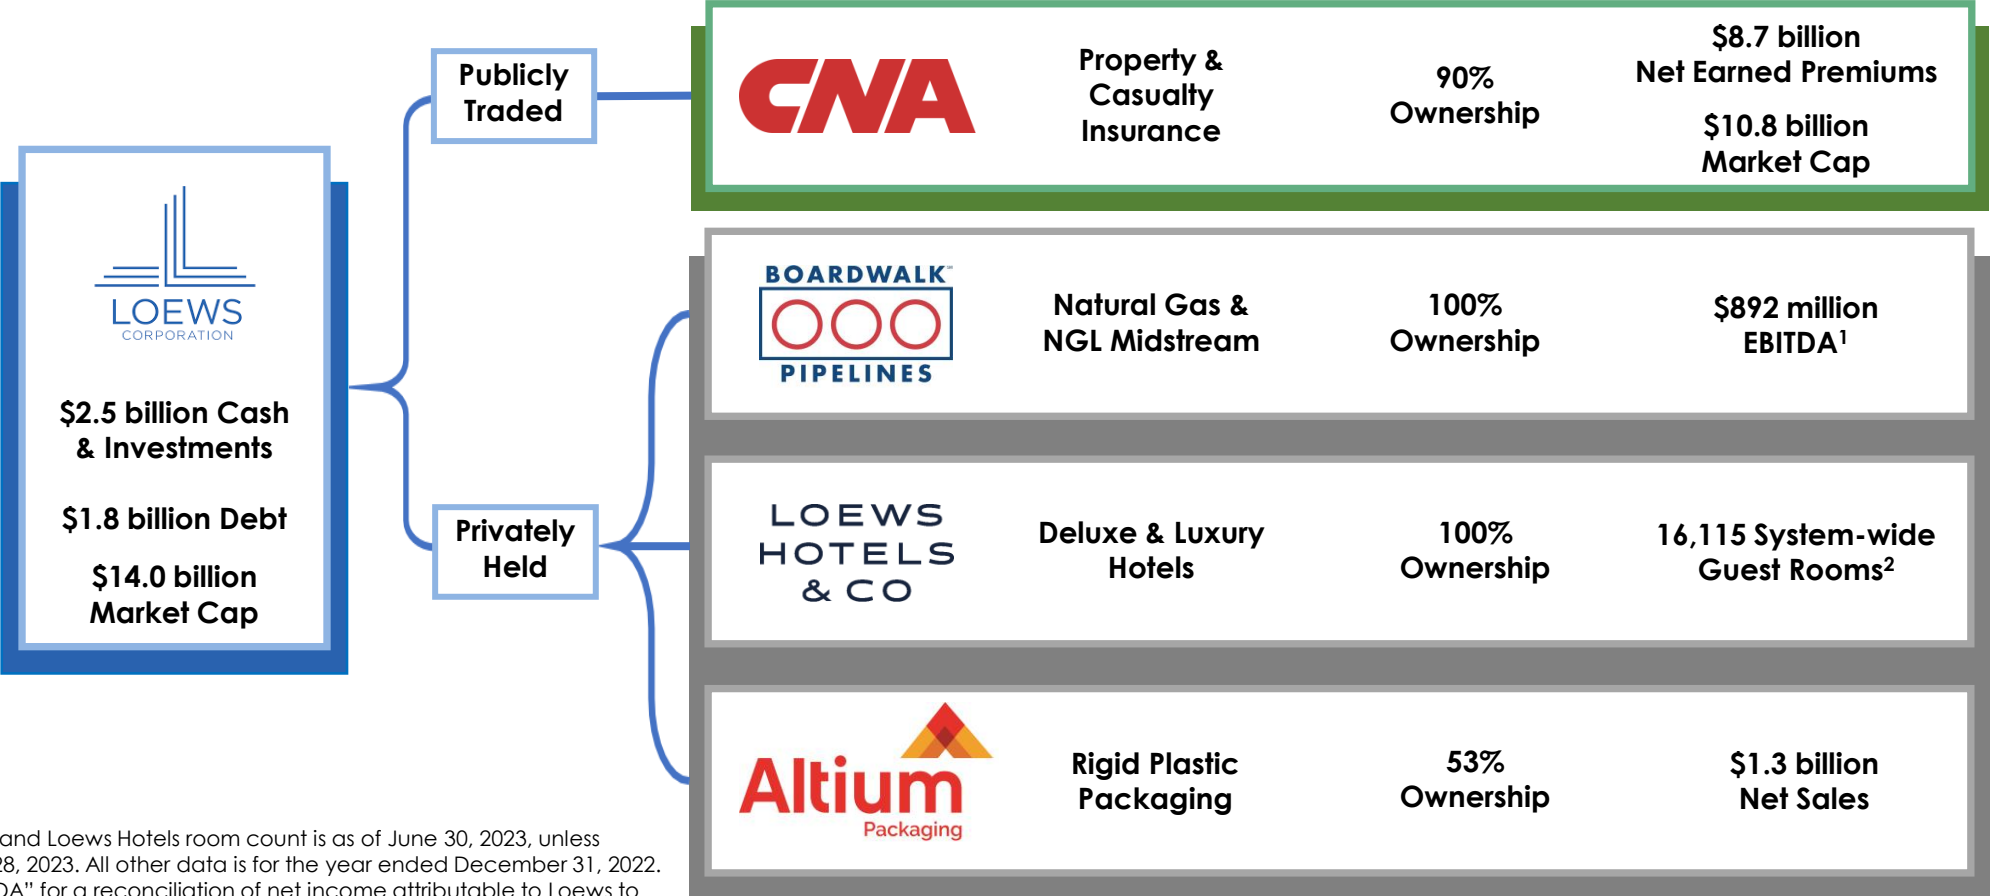 LOEWS
CORPORATION
$2.5 billion Cash
& Investments
$1.8 billion Debt
$14.0 billion
Market Cap
Publicly
Traded
Privately
Held
CNA
Property &
Casualty
Insurance
90%
Ownership
$8.7 billion
Net Earned Premiums
$10.8 billion
Market Cap
BOARDWALK
PIPELINES
Natural Gas &
NGL Midstream
100%
Ownership
$892 million
EBITDA¹
LOEWS
HOTELS
& CO
Deluxe & Luxury
Hotels
100%
Ownership
16,115 System-wide
Guest Rooms²
Altium
Packaging
Rigid Plastic
Packaging
53%
Ownership
$1.3 billion
Net Sales
and Loews Hotels room count is as of June 30, 2023, unless
28, 2023. All other data is for the year ended December 31, 2022.
DA” for a reconciliation of net income attributable to Loews to